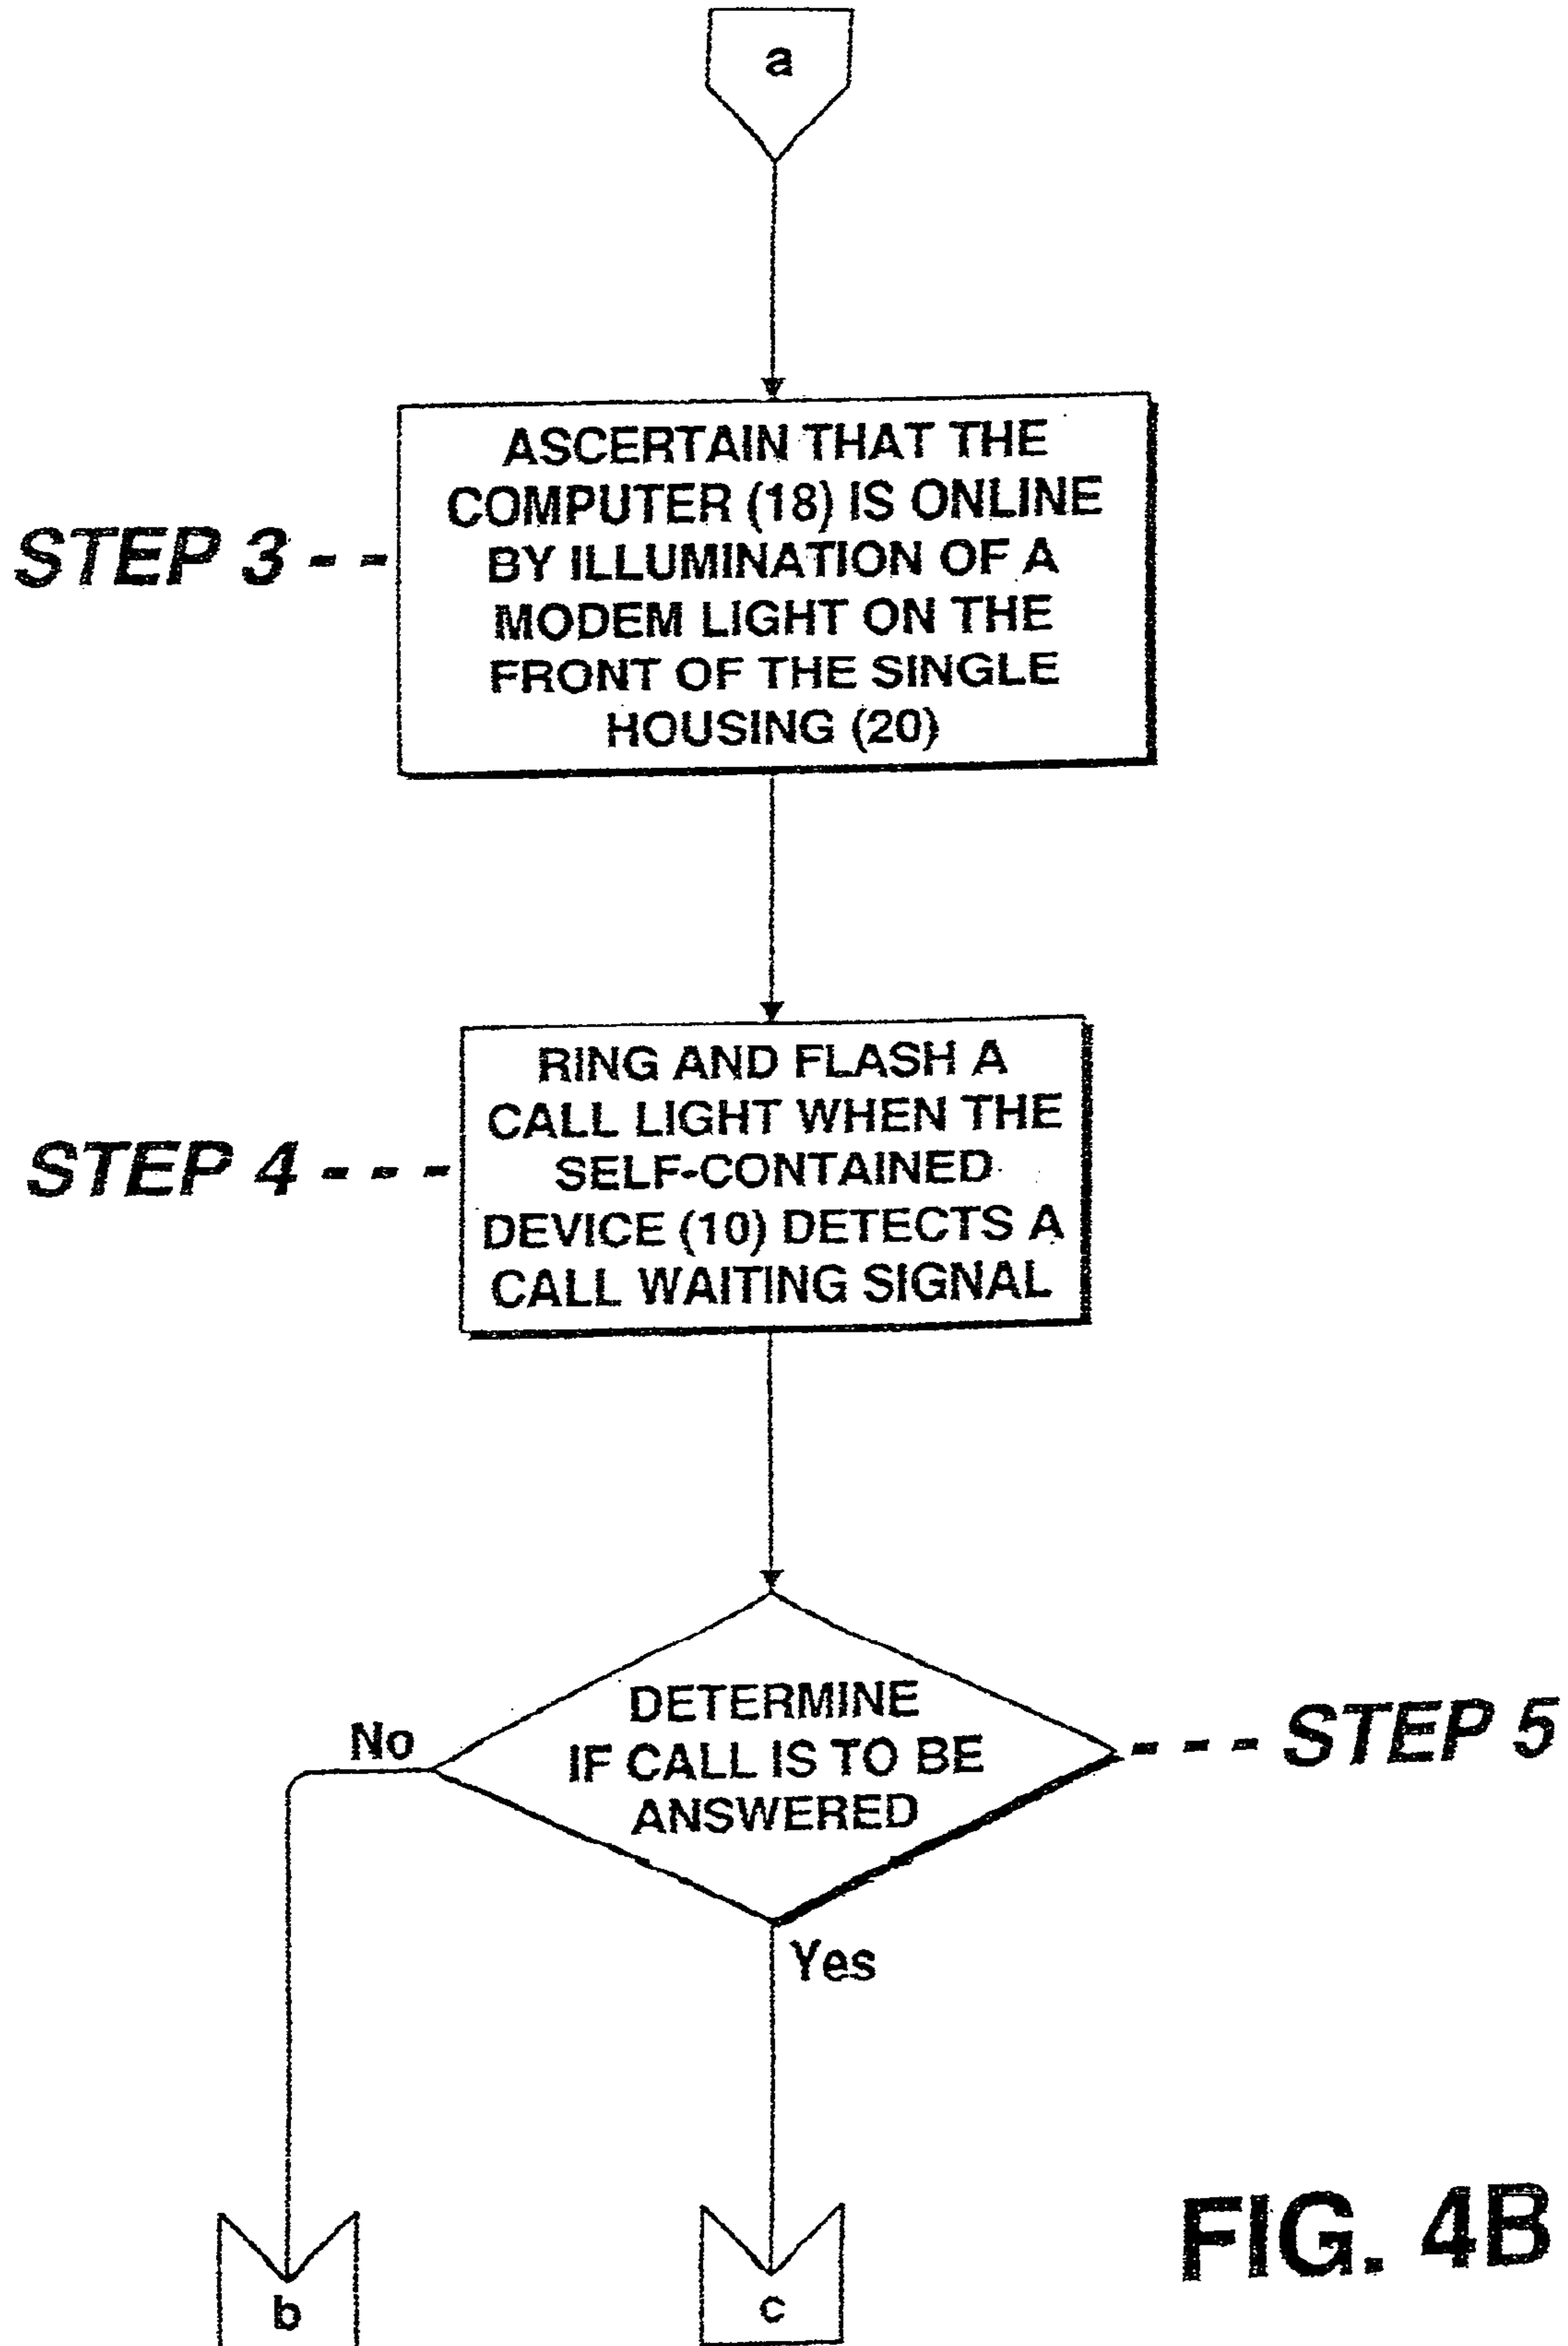 a
STEP 3 - -
ASCERTAIN THAT THE
COMPUTER (18) IS ONLINE
BY ILLUMINATION OF A
MODEM LIGHT ON THE
FRONT OF THE SINGLE
HOUSING (20)
STEP 4 - - -
RING AND FLASH A
CALL LIGHT WHEN THE
SELF-CONTAINED
DEVICE (10) DETECTS A
CALL WAITING SIGNAL
DETERMINE
IF CALL IS TO BE
ANSWERED
- - - STEP 5
No
Yes
b
c
FIG. 4B